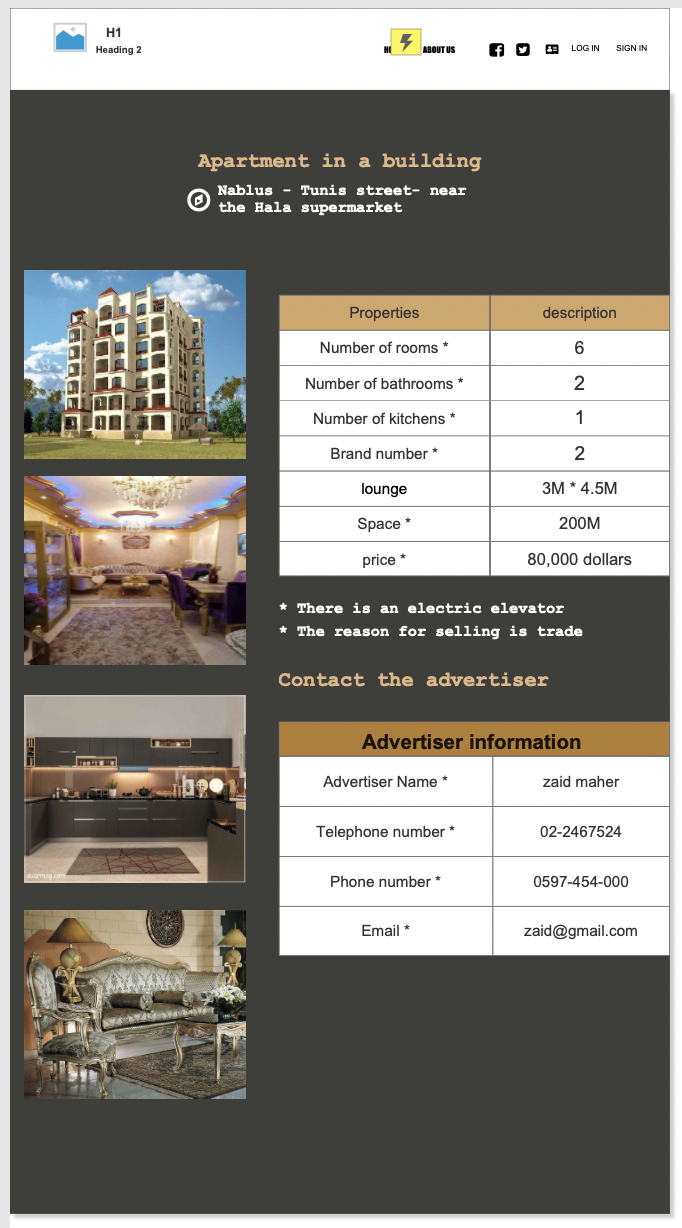 H1
Heading 2
ABOUT US
LOG IN
SIGN IN
Apartment in a building
Nablus - Tunis street- near
the Hala supermarket
Properties description
Number of rooms * 6
Number of bathrooms * 2
Number of kitchens * 1
Brand number * 2
lounge 3M * 4.5M
Space * 200M
price * 80,000 dollars
* There is an electric elevator
* The reason for selling is trade
Contact the advertiser
Advertiser information
Advertiser Name * zaid maher
Telephone number * 02-2467524
Phone number * 0597-454-000
Email * zaid@gmail.com